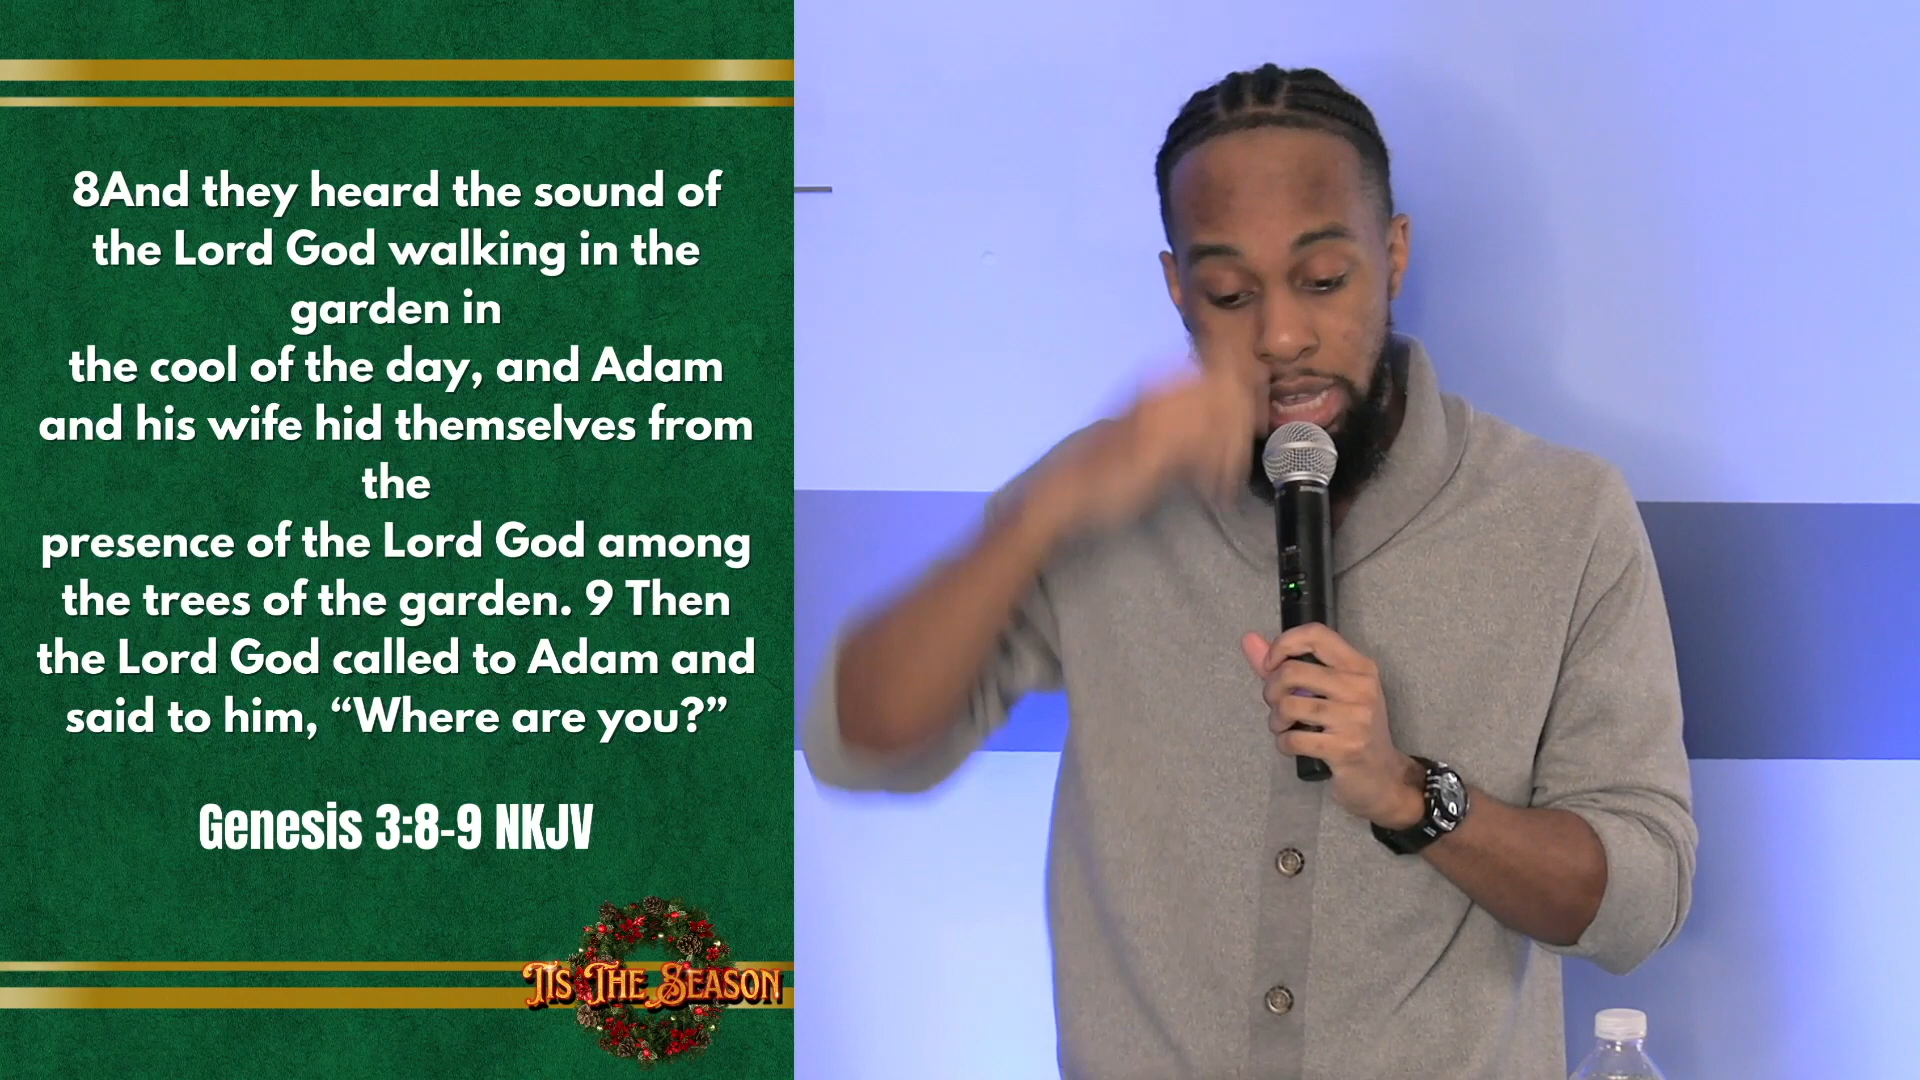 8And they heard the sound of
the Lord God walking in the
garden in
the cool of the day, and Adam
and his wife hid themselves from
the
presence of the Lord God among
the trees of the garden. 9 Then
the Lord God called to Adam and
said to him, “Where are you?”
Genesis 3:8-9 NKJV
Tis The Season